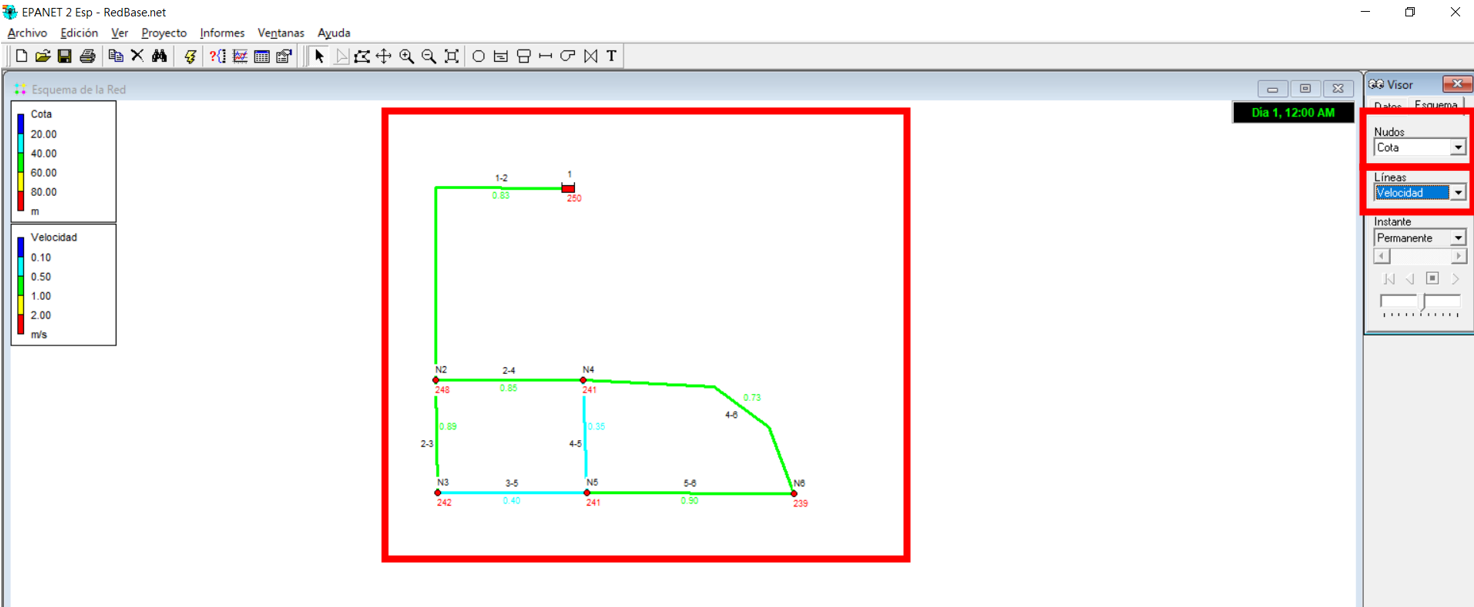 EPANET 2 Esp - RedBase.net
Archivo Edición Ver Proyecto Informes Ventanas Ayuda
?{}
T
Esquema de la Red
Día 1, 12:00 AM
Cota
20.00
40.00
60.00
80.00
m
Velocidad
0.10
0.50
1.00
2.00
m/s
1-2
0.83
1
250
N2
248
2-4
0.85
N4
241
0.73
4-6
0.89
2-3
0.35
4-5
N3
242
3-5
0.40
N5
241
5-6
0.90
N6
239
Visor
Datos Esquema
Nudos
Cota
Líneas
Velocidad
Instante
Permanente